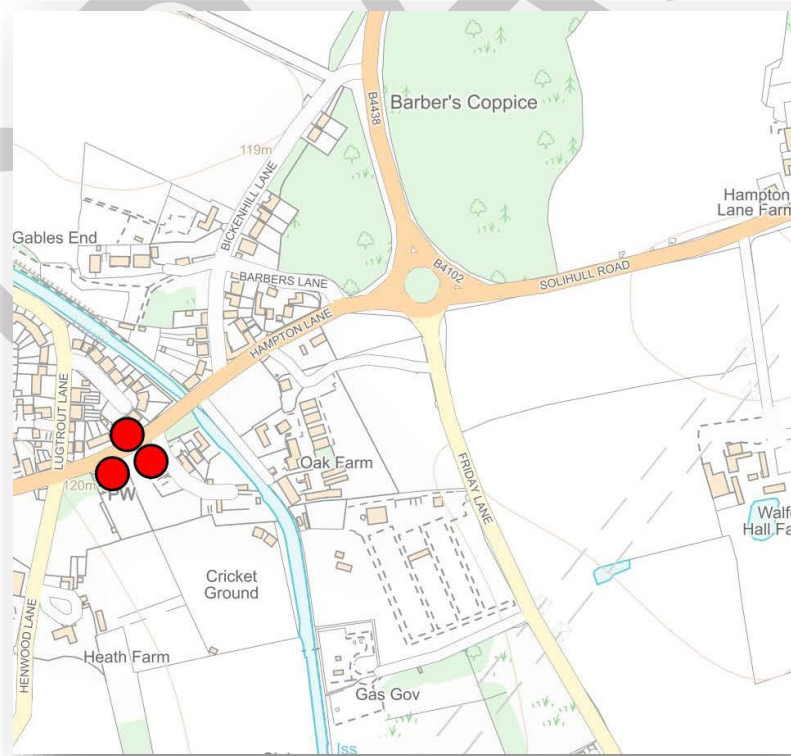 B4438
Barber's Coppice
119m
BICKENHILL LANE
Hampton
Lane Farm
Gables End
B4102
SOLIHULL ROAD
BARBERS LANE
HAMPTON LANE
LUGTROUT LANE
Oak Farm
120m
PW
FRIDAY LANE
Walf
Hall Fa
Cricket
Ground
HENWOOD LANE
Heath Farm
Gas Gov
Iss